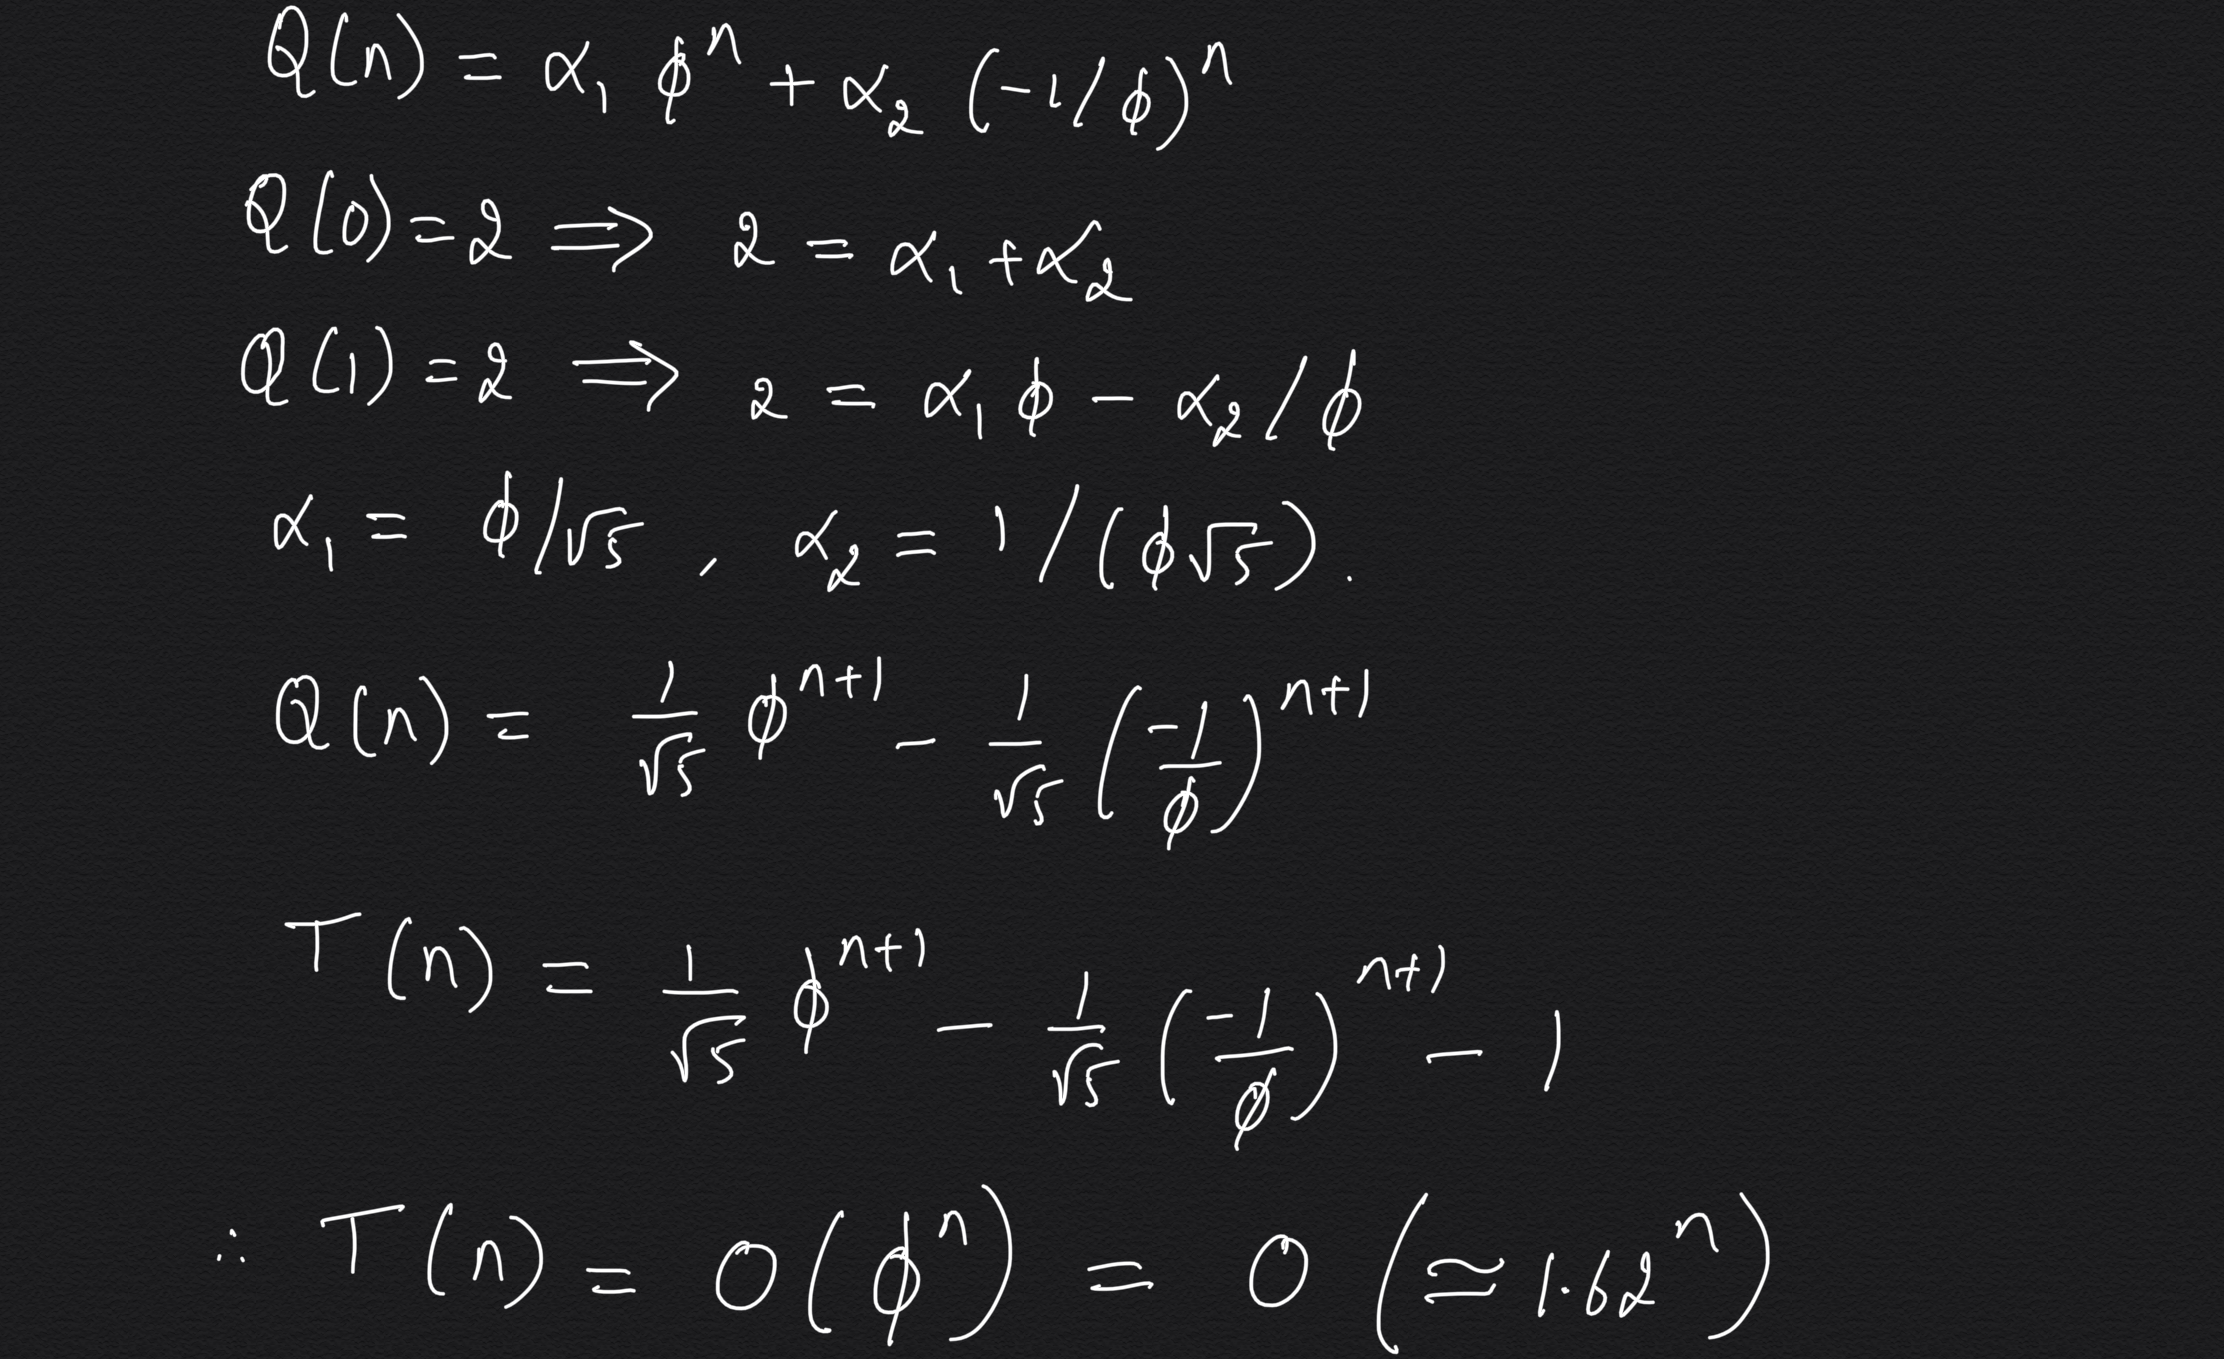 Q(n) = α₁ ϕⁿ + α₂ (-1/ϕ)ⁿ
Q(0) = 2 ⟹ 2 = α₁ + α₂
Q(1) = 2 ⟹ 2 = α₁ ϕ - α₂/ϕ
α₁ = ϕ/√5 , α₂ = 1/(ϕ√5).
Q(n) = 1/√5 ϕⁿ⁺¹ - 1/√5 (-1/ϕ)ⁿ⁺¹
T(n) = 1/√5 ϕⁿ⁺¹ - 1/√5 (-1/ϕ)ⁿ⁺¹ - 1
∴ T(n) = O(ϕⁿ) = O(≃1.62ⁿ)